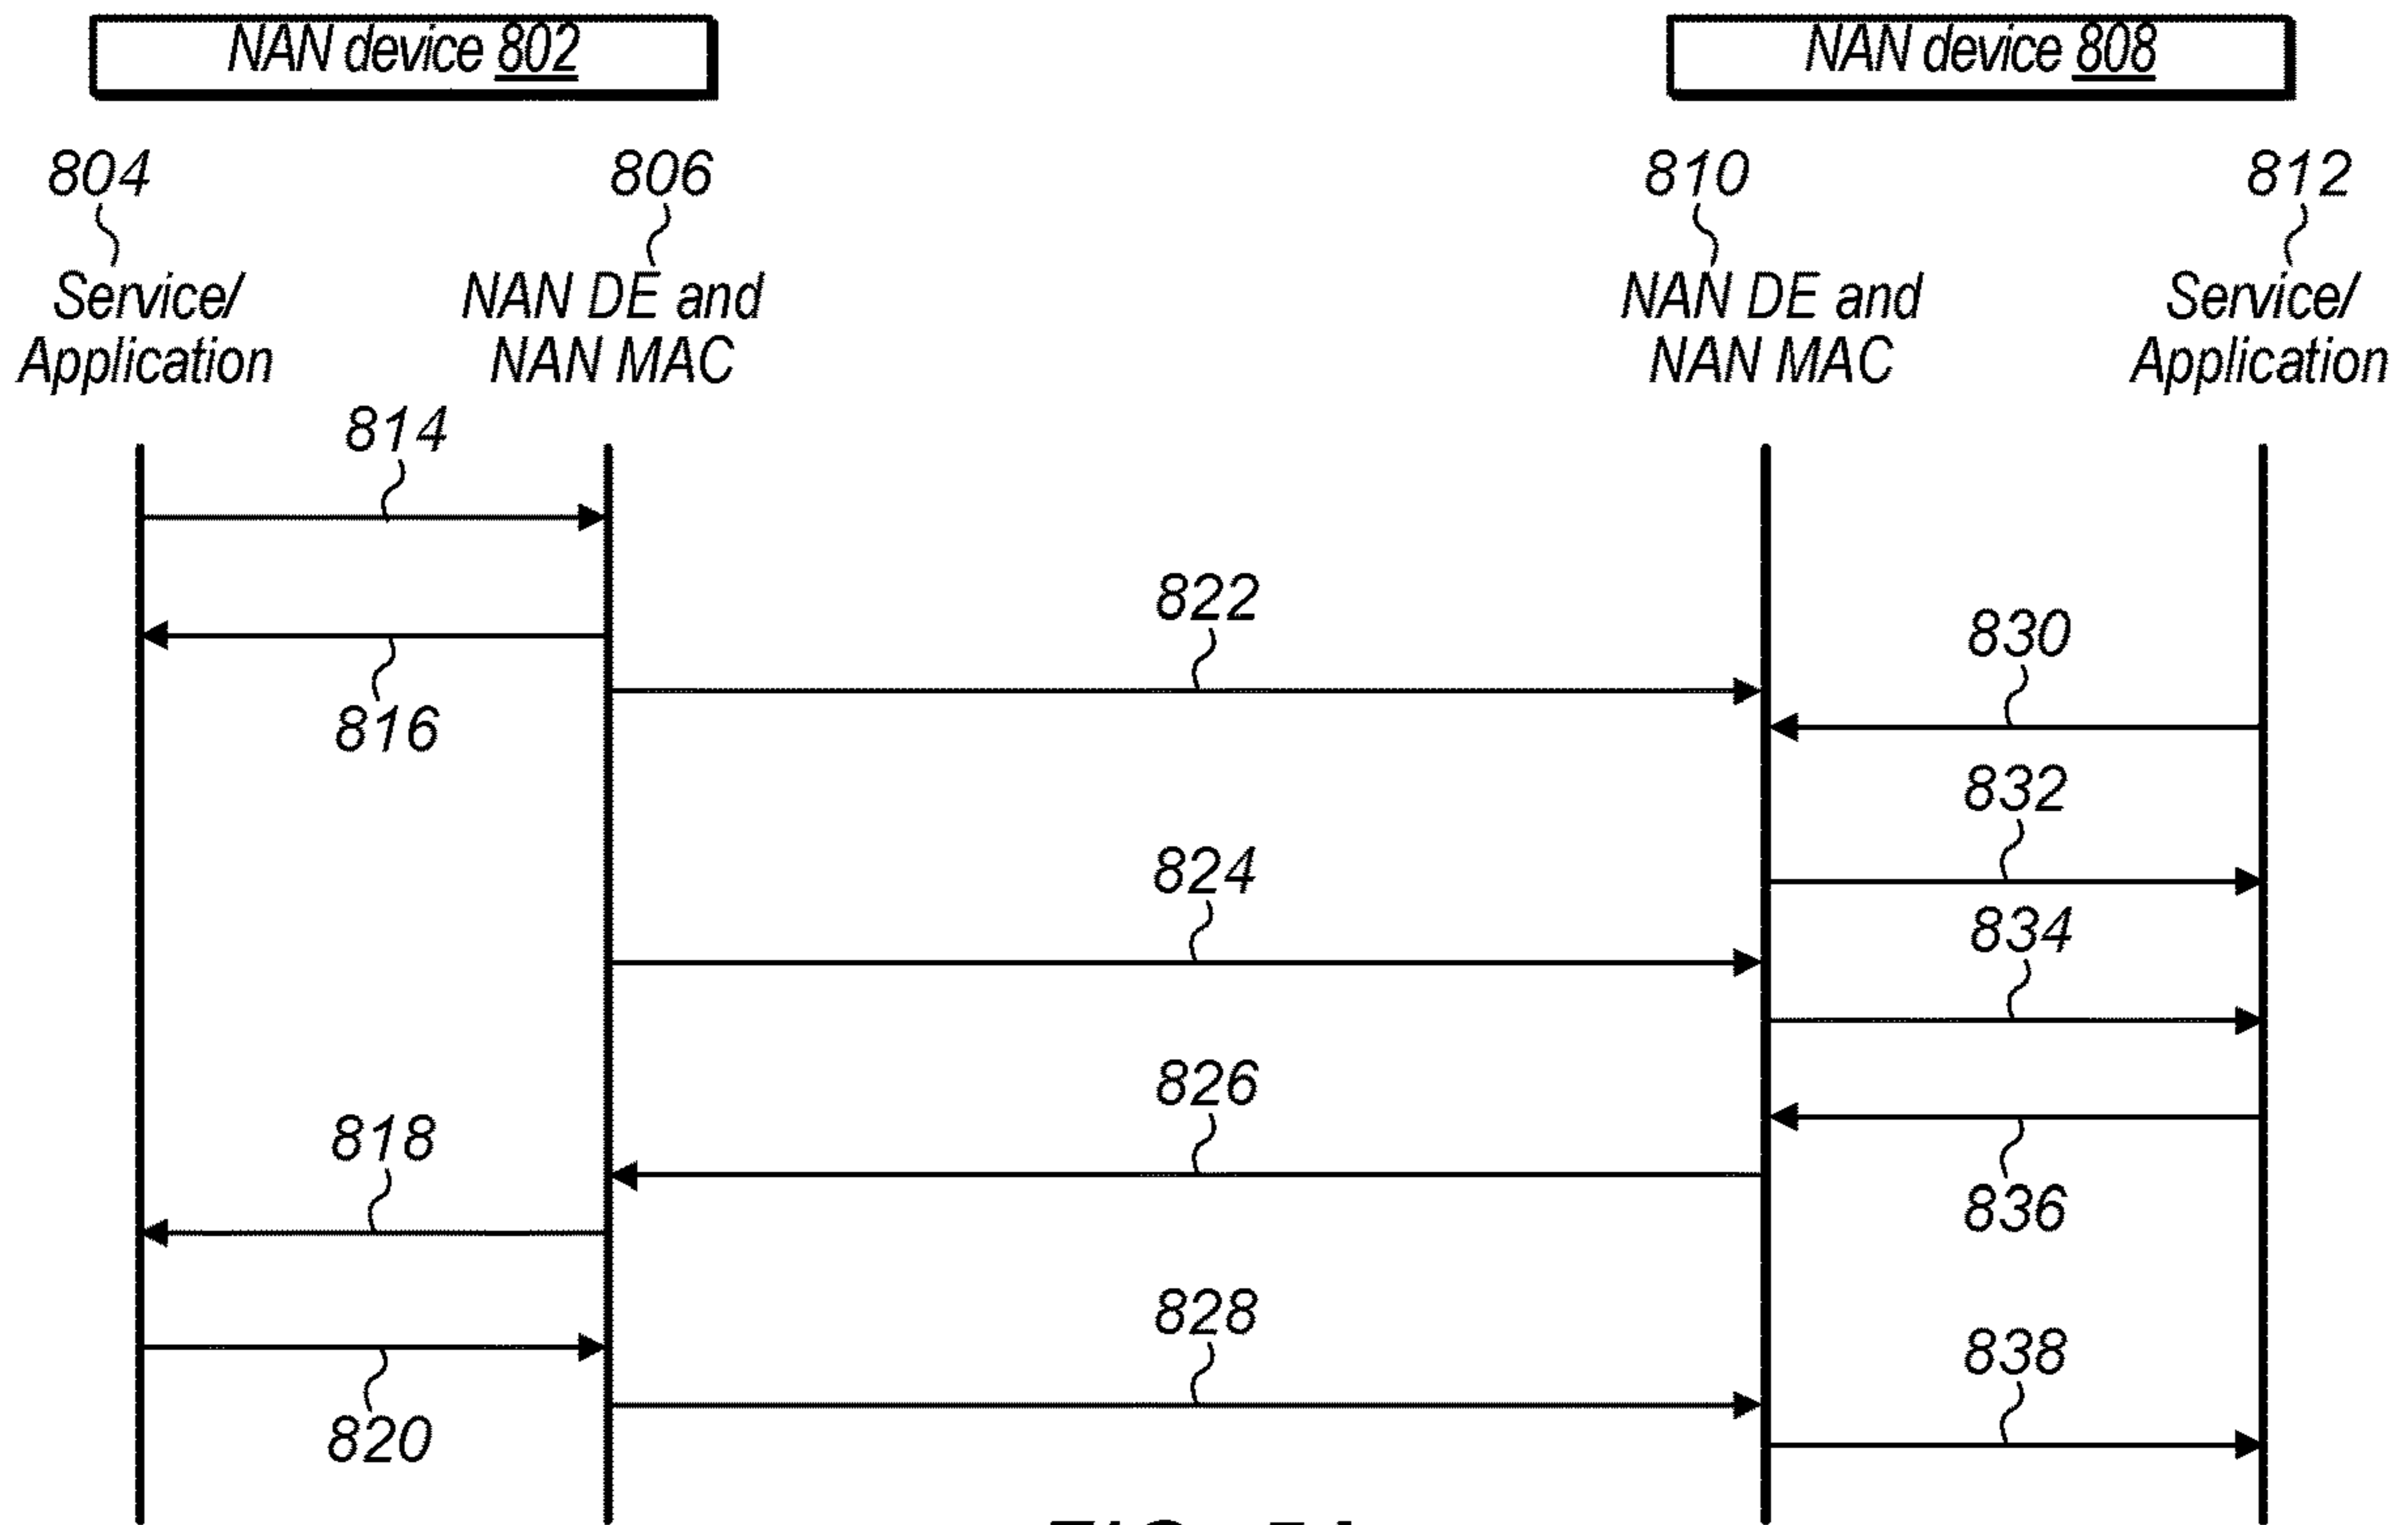 NAN device 802
NAN device 808
804
806
810
812
Service/
Application
NAN DE and
NAN MAC
NAN DE and
NAN MAC
Service/
Application
814
822
830
816
832
824
834
826
818
836
828
838
820